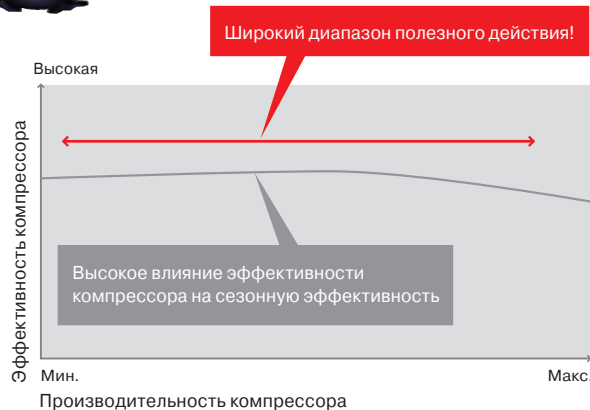 Широкий диапазон полезного действия!
Высокая
Эффективность компрессора
Высокое влияние эффективности
компрессора на сезонную эффективность
Мин.
Макс.
Производительность компрессора